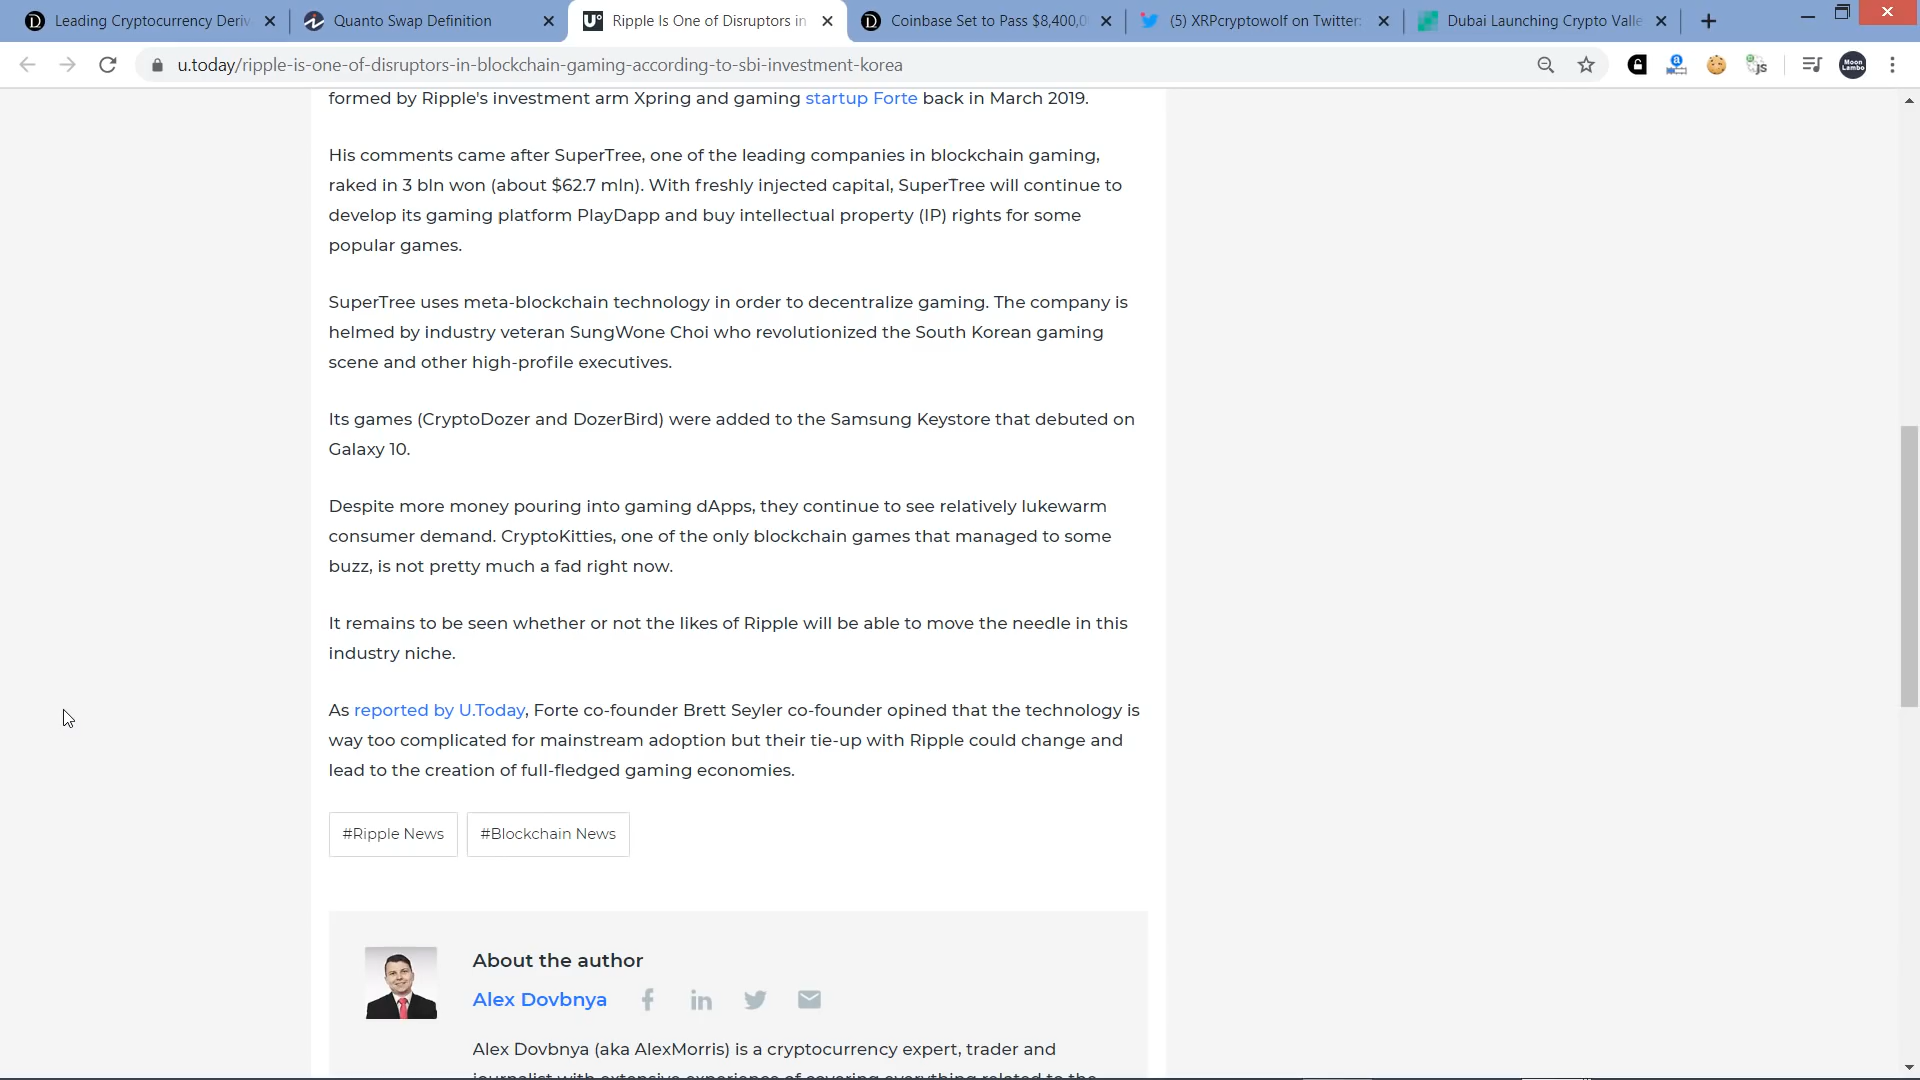 Leading Cryptocurrency Deriv
Quanto Swap Definition
Ripple Is One of Disruptors in
Coinbase Set to Pass $8,400,0
(5) XRPcryptowolf on Twitter:
Dubai Launching Crypto Valle
u.today/ripple-is-one-of-disruptors-in-blockchain-gaming-according-to-sbi-investment-korea
formed by Ripple's investment arm Xpring and gaming startup Forte back in March 2019.
His comments came after SuperTree, one of the leading companies in blockchain gaming,
raked in 3 bln won (about $62.7 mln). With freshly injected capital, SuperTree will continue to
develop its gaming platform PlayDapp and buy intellectual property (IP) rights for some
popular games.
SuperTree uses meta-blockchain technology in order to decentralize gaming. The company is
helmed by industry veteran SungWone Choi who revolutionized the South Korean gaming
scene and other high-profile executives.
Its games (CryptoDozer and DozerBird) were added to the Samsung Keystore that debuted on
Galaxy 10.
Despite more money pouring into gaming dApps, they continue to see relatively lukewarm
consumer demand. CryptoKitties, one of the only blockchain games that managed to some
buzz, is not pretty much a fad right now.
It remains to be seen whether or not the likes of Ripple will be able to move the needle in this
industry niche.
As reported by U.Today, Forte co-founder Brett Seyler co-founder opined that the technology is
way too complicated for mainstream adoption but their tie-up with Ripple could change and
lead to the creation of full-fledged gaming economies.
#Ripple News
#Blockchain News
About the author
Alex Dovbnya
Alex Dovbnya (aka AlexMorris) is a cryptocurrency expert, trader and
journalist with extensive experience of covering everything related to the